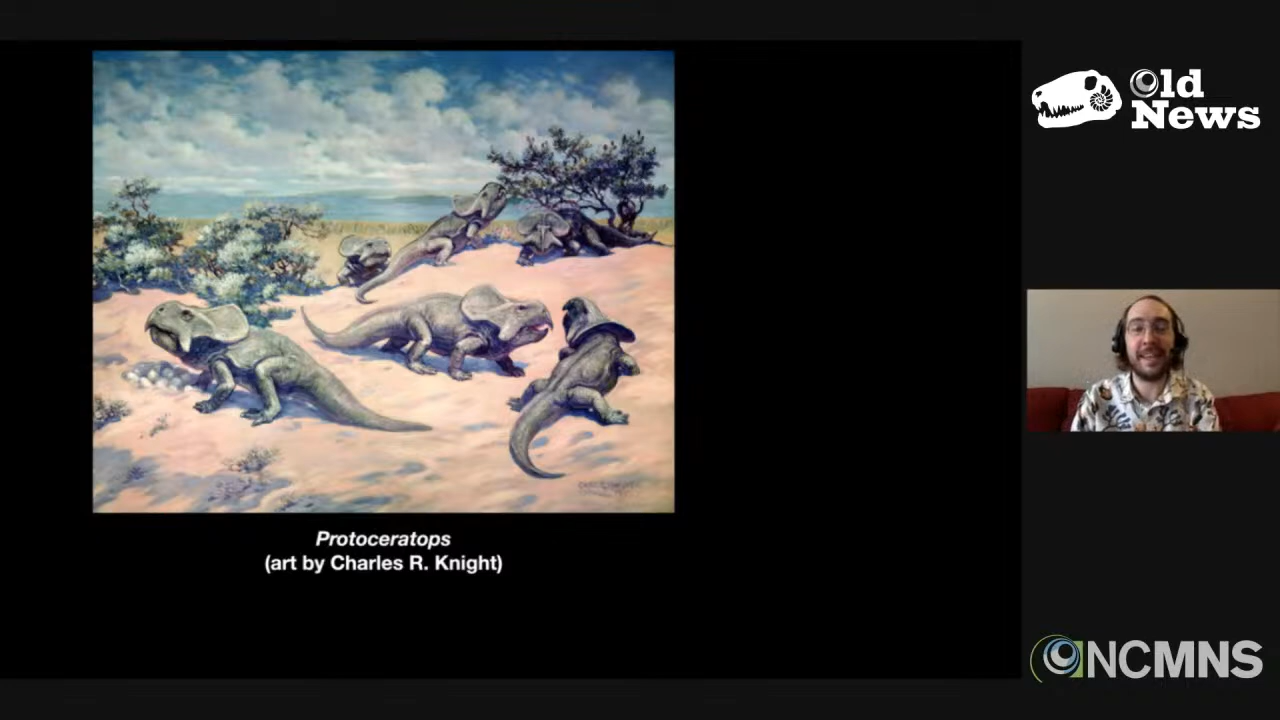 Old
News
Protoceratops
(art by Charles R. Knight)
NCMNS